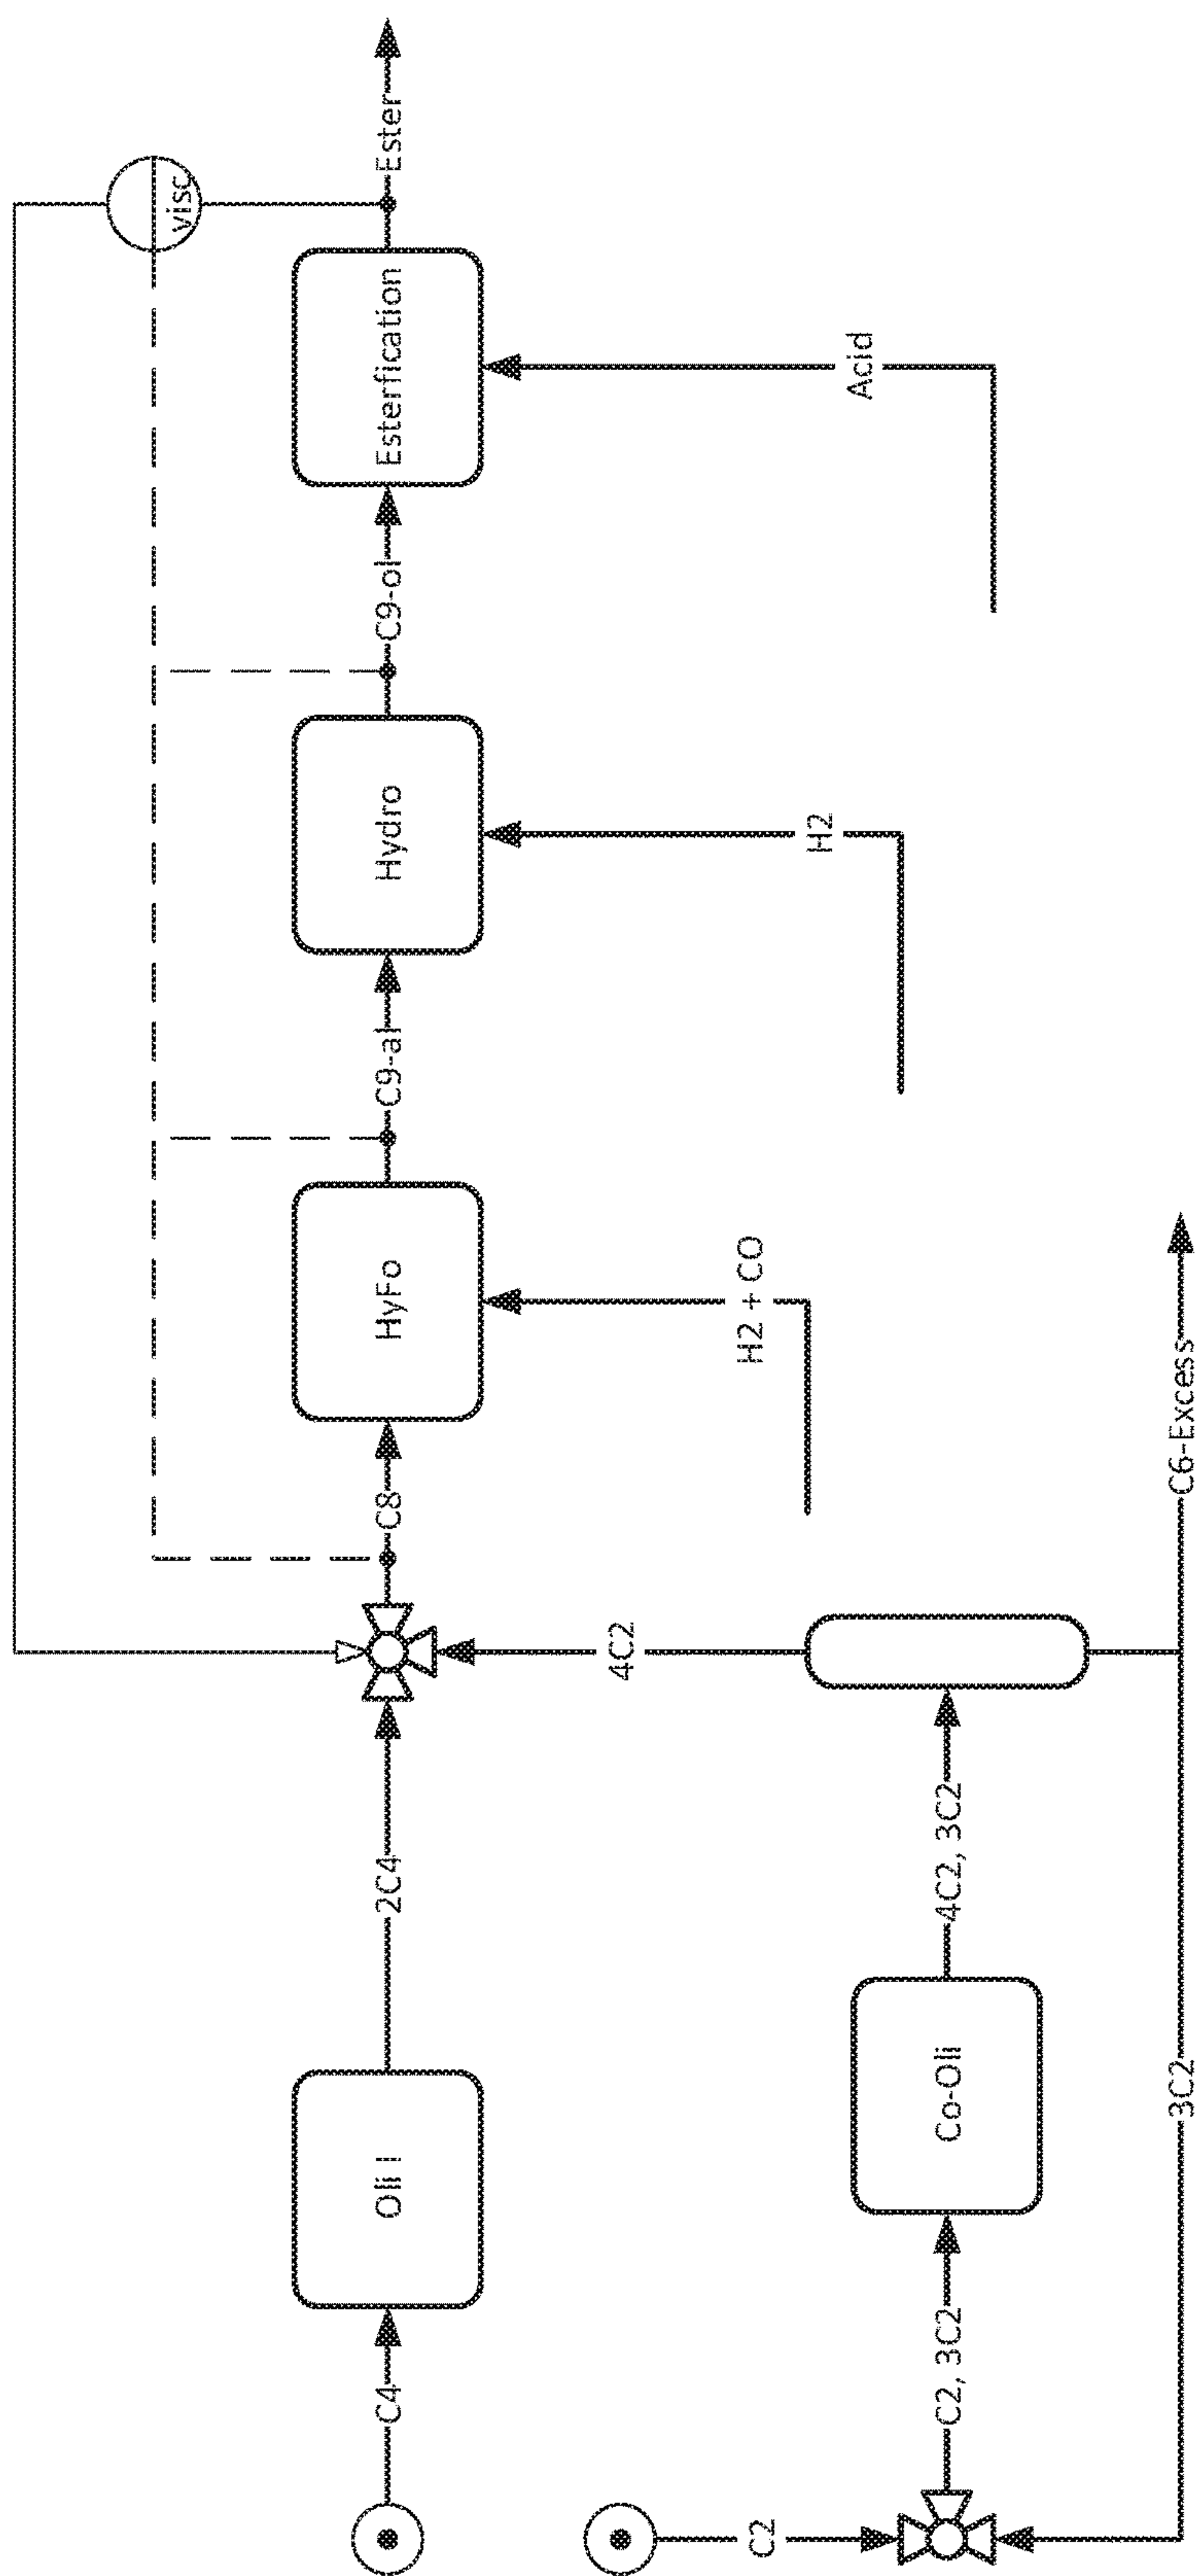 visc
C4
Oli I
2C4
C8
HyFo
C9-al
Hydro
C9-ol
Esterfication
Ester
H2 + CO
H2
Acid
4C2
C2
C2, 3C2
Co-Oli
4C2, 3C2
3C2
C6-Excess